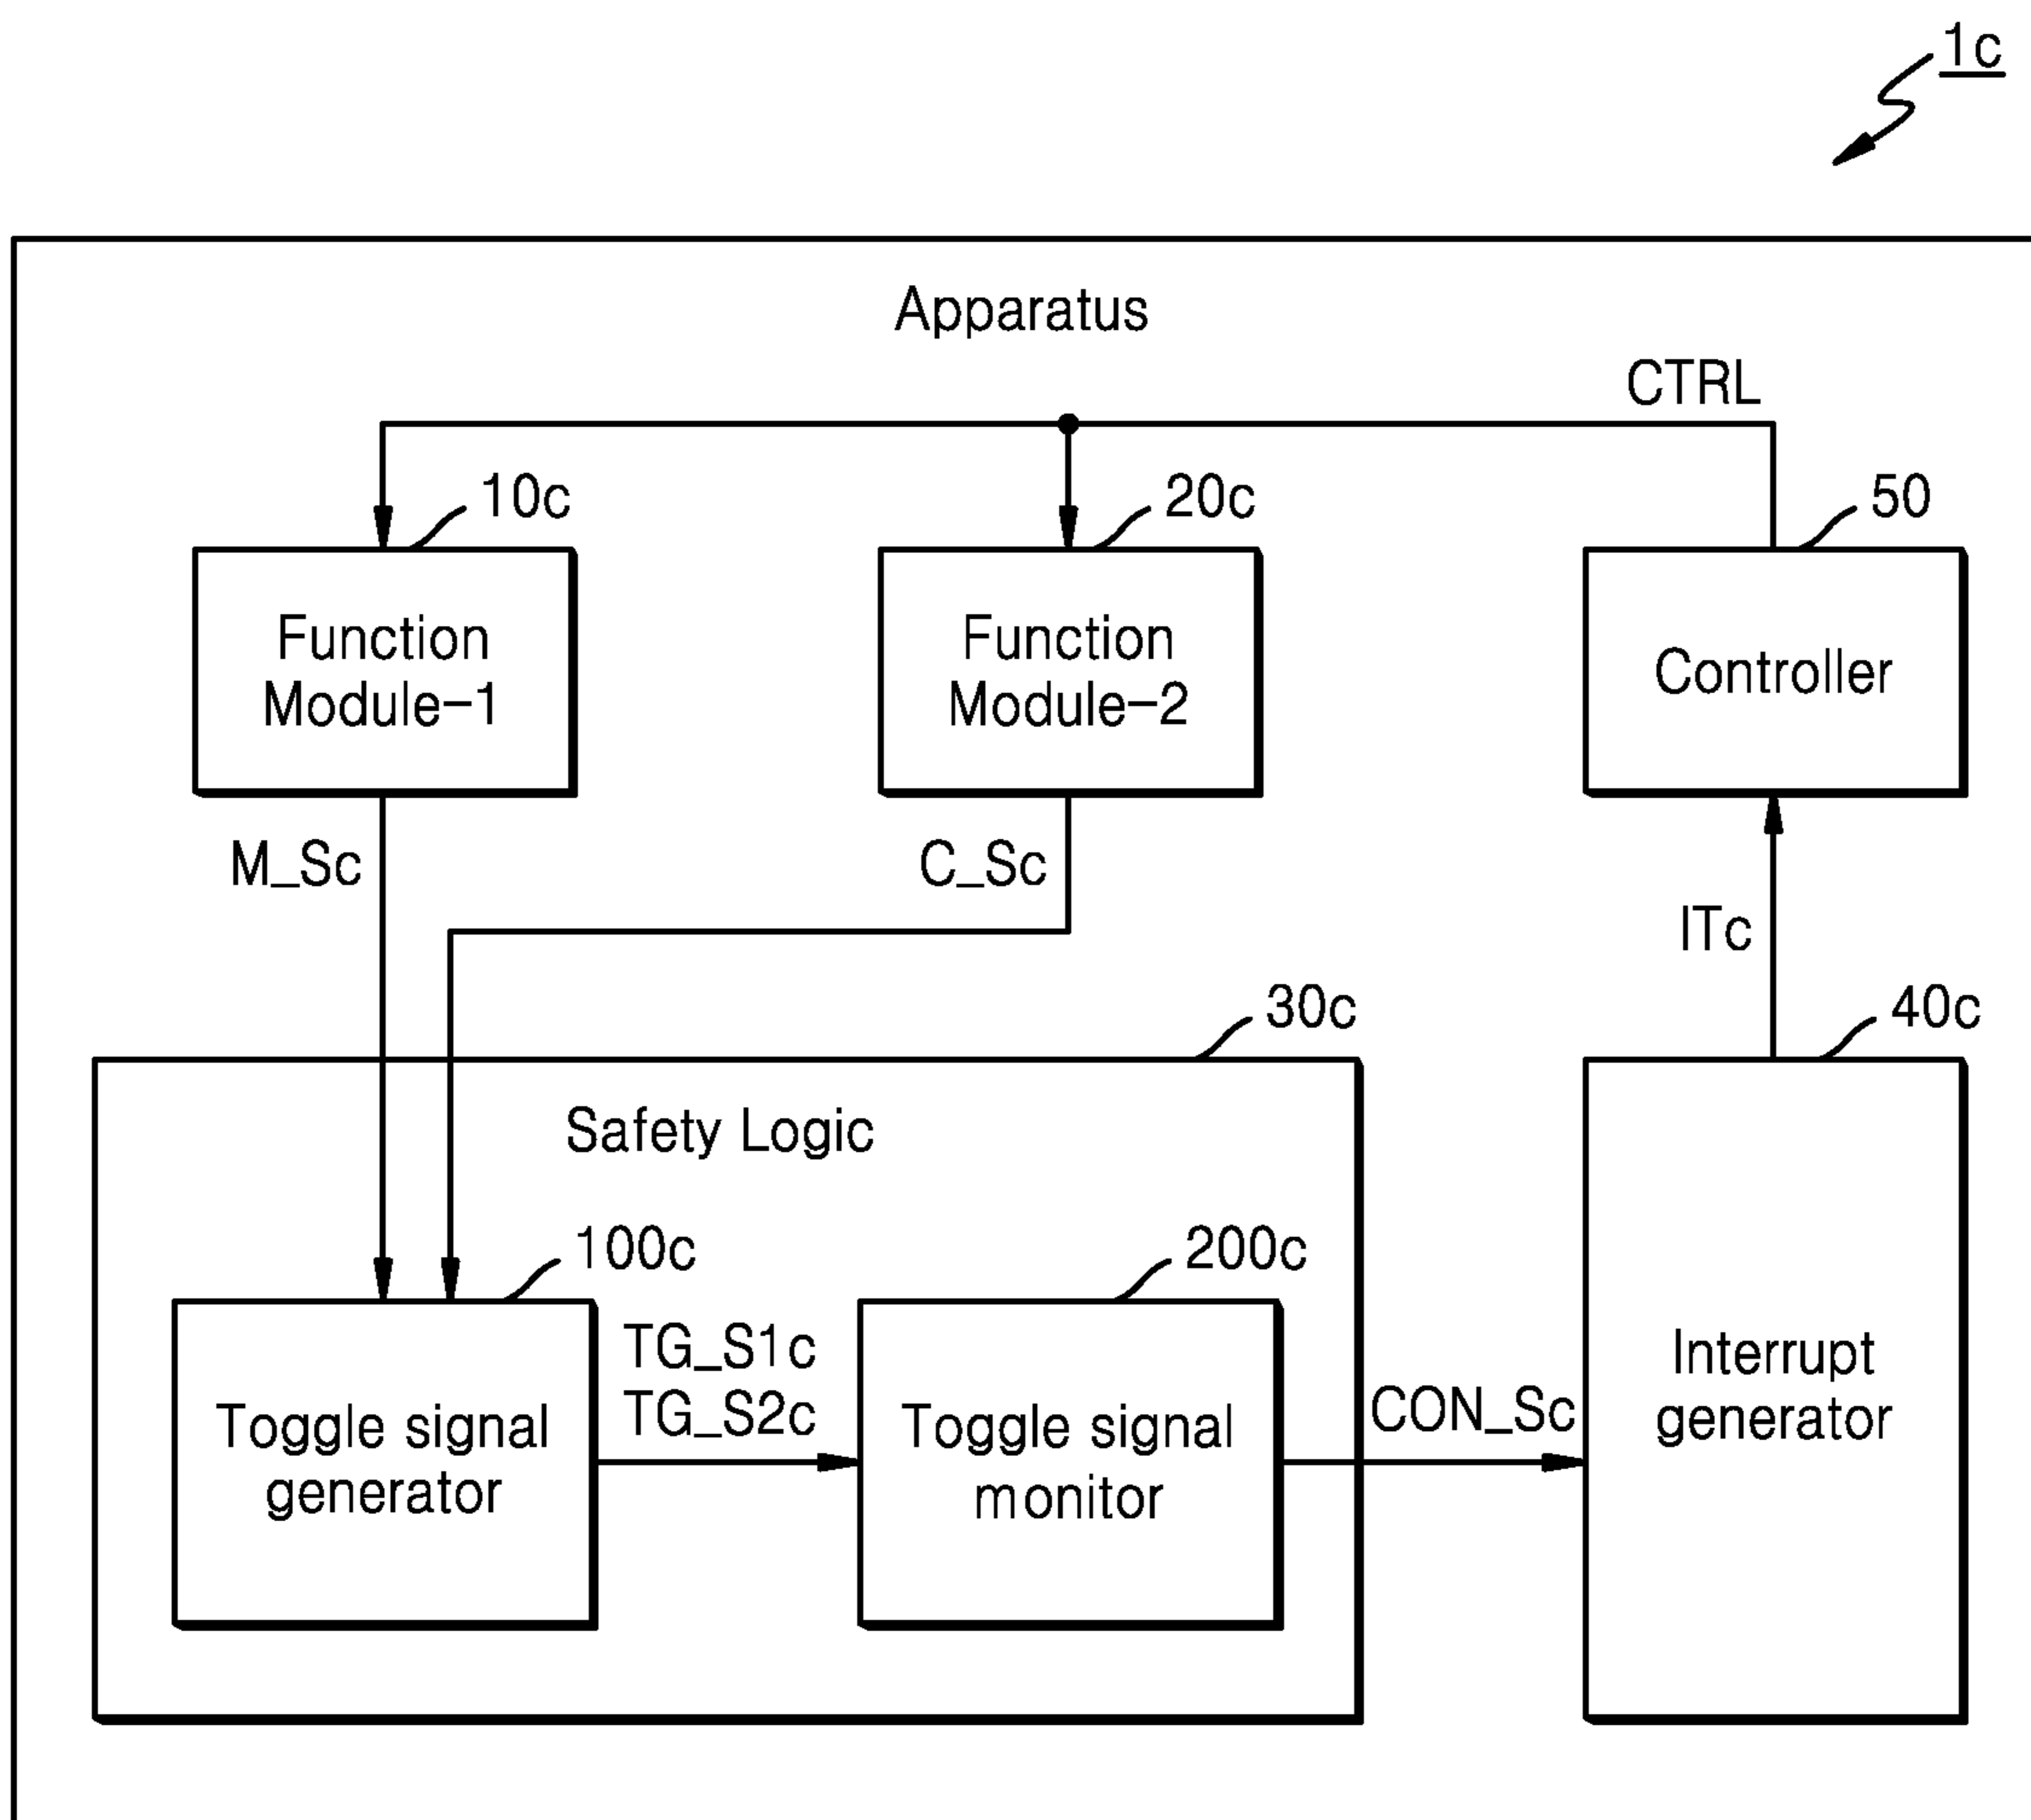 1c
Apparatus
CTRL
10c
20c
50
Function
Module-1
Function
Module-2
Controller
M_Sc
C_Sc
ITc
30c
40c
Safety Logic
100c
200c
TG_S1c
TG_S2c
Toggle signal
generator
Toggle signal
monitor
CON_Sc
Interrupt
generator